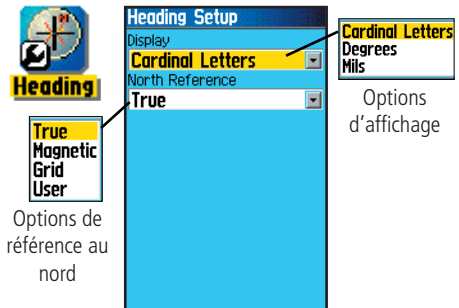 Heading
Heading Setup
Display
Cardinal Letters
North Reference
True
Cardinal Letters
Degrees
Mils
Options
d'affichage
True
Magnetic
Grid
User
Options de
référence au
nord